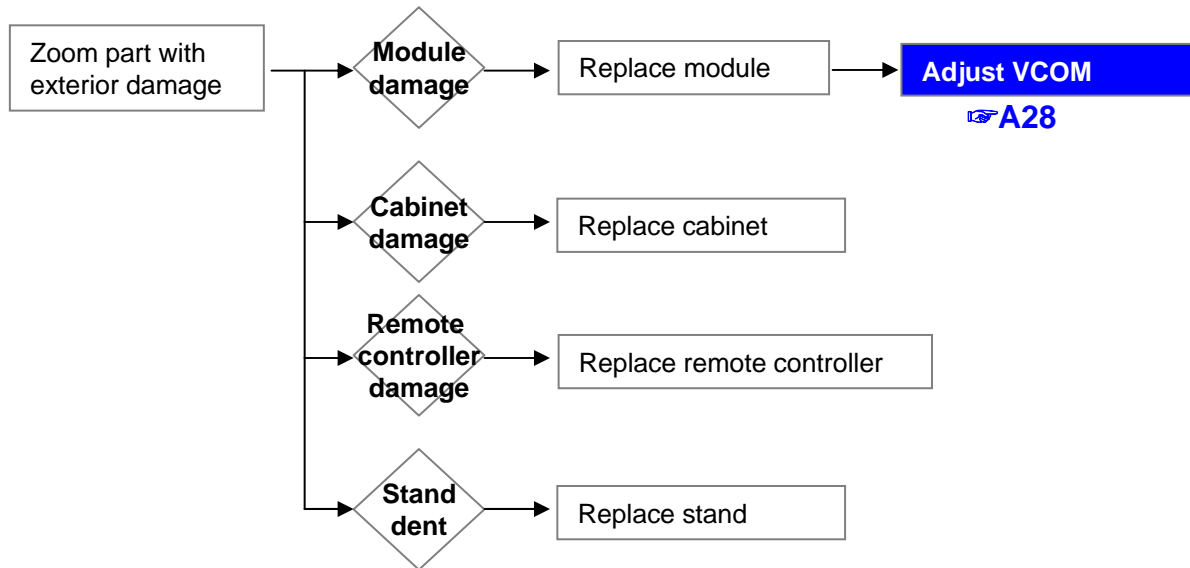 Zoom part with
exterior damage
Module
damage
Replace module
Adjust VCOM
☞A28
Cabinet
damage
Replace cabinet
Remote
controller
damage
Replace remote controller
Stand
dent
Replace stand